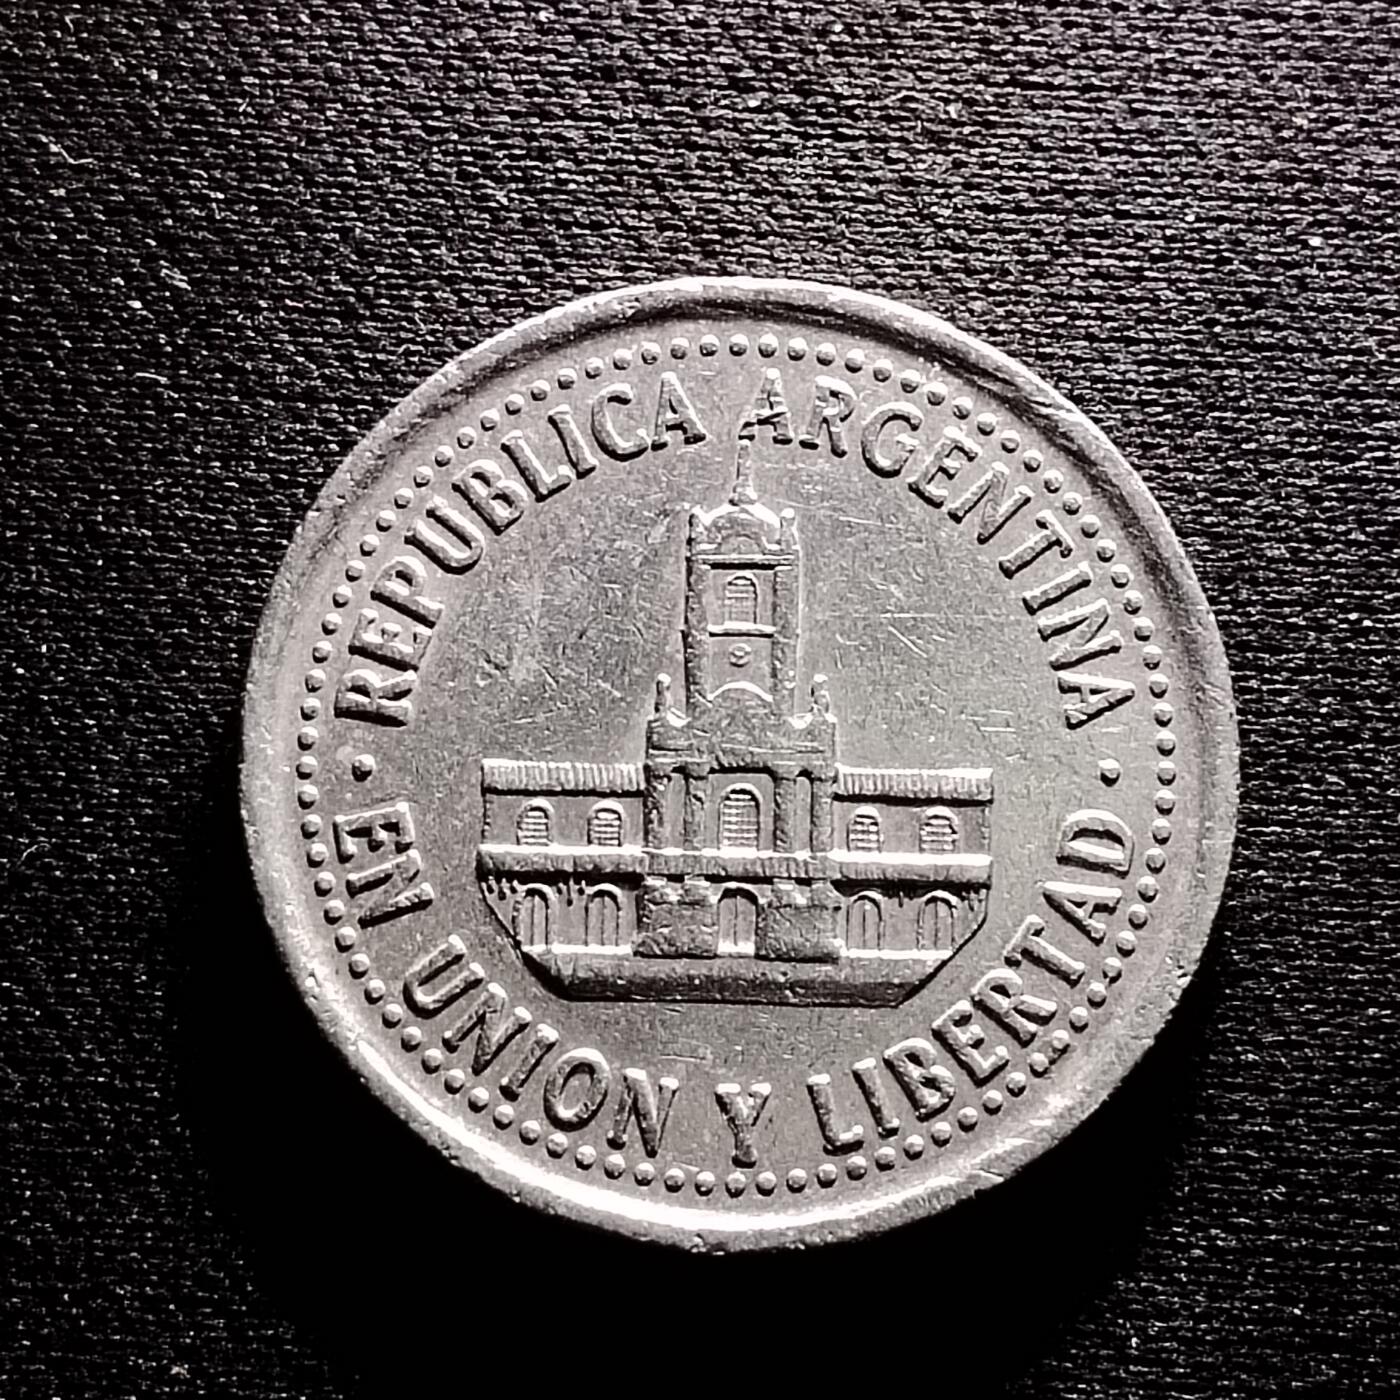 REPUBLICA ARGENTINA
· EN UNION Y LIBERTAD ·